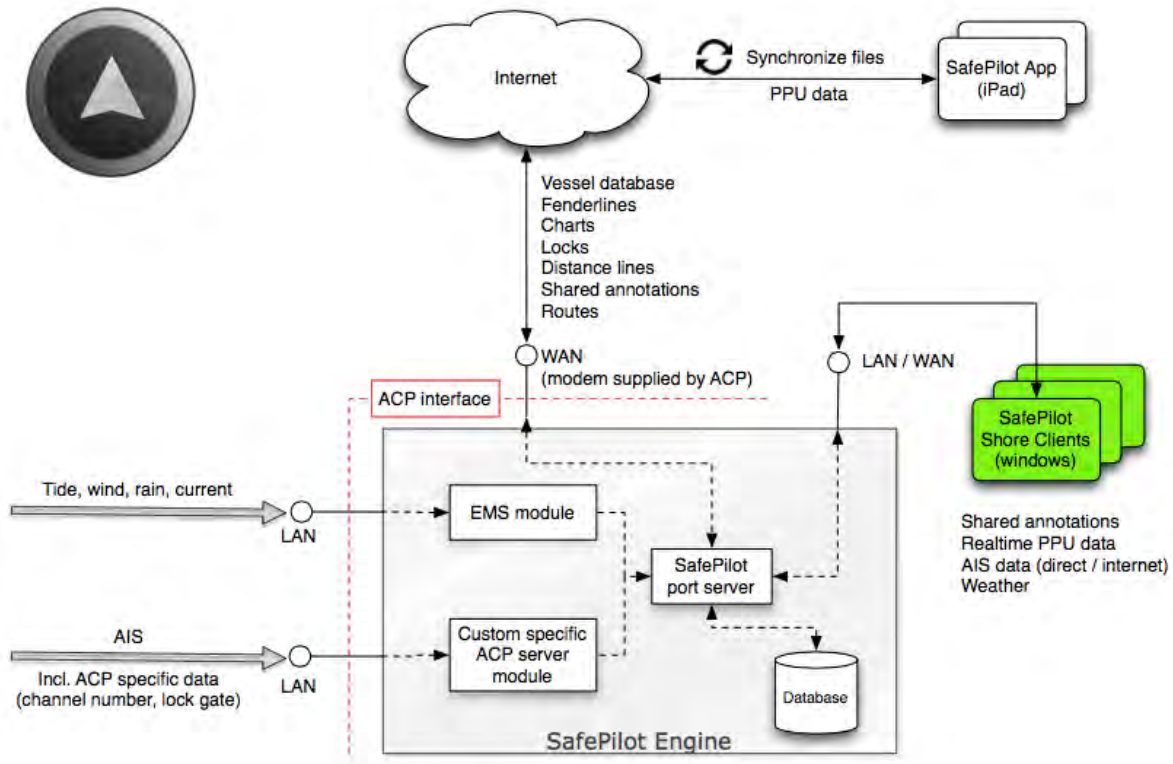 Internet
Synchronize files
PPU data
SafePilot App
(iPad)
Vessel database
Fenderlines
Charts
Locks
Distance lines
Shared annotations
Routes
WAN
(modem supplied by ACP)
LAN / WAN
ACP interface
SafePilot
Shore Clients
(windows)
Tide, wind, rain, current
LAN
EMS module
SafePilot
port server
Shared annotations
Realtime PPU data
AIS data (direct / internet)
Weather
AIS
Incl. ACP specific data
(channel number, lock gate)
LAN
Custom specific
ACP server
module
Database
SafePilot Engine